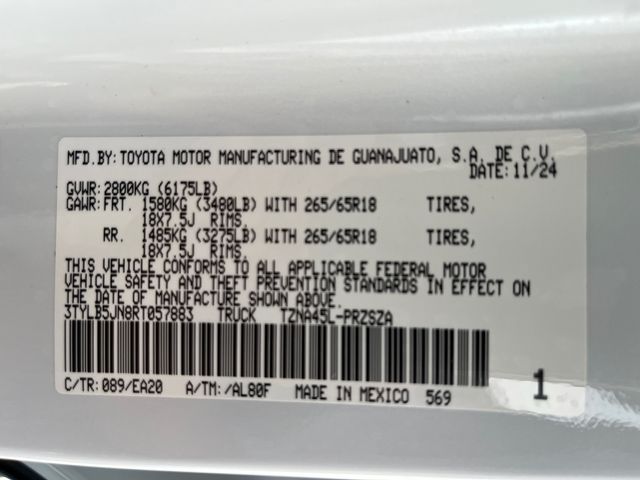 MFD.BY: TOYOTA MOTOR MANUFACTURING DE GUANAJUATO, S.A. DE C.V.
DATE: 11/24
GVWR: 2800KG (6175LB)
GAWR: FRT. 1580KG (3480LB) WITH 265/65R18 TIRES,
18X7.5J RIMS.
RR. 1485KG (3275LB) WITH 265/65R18 TIRES,
18X7.5J RIMS.
THIS VEHICLE CONFORMS TO ALL APPLICABLE FEDERAL MOTOR
VEHICLE SAFETY AND THEFT PREVENTION STANDARDS IN EFFECT ON
THE DATE OF MANUFACTURE SHOWN ABOVE.
3TYLB5JN8RT057883 TRUCK TZNA45L-PRZSZA
C/TR: 089/EA20 A/TM: /AL80F MADE IN MEXICO 569 1